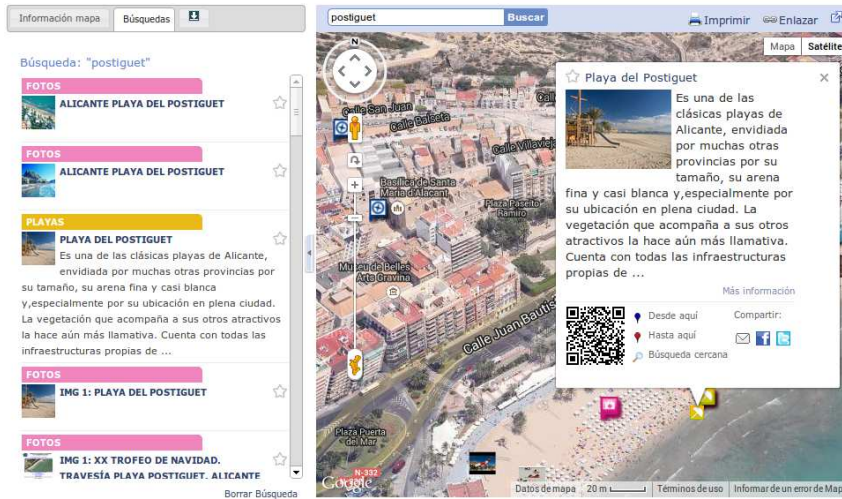 Información mapa
Búsquedas
Búsqueda: "postiguet"
FOTOS
ALICANTE PLAYA DEL POSTIGUET
FOTOS
ALICANTE PLAYA DEL POSTIGUET
PLAYAS
PLAYA DEL POSTIGUET
Es una de las clásicas playas de Alicante,
envidiada por muchas otras provincias por
su tamaño, su arena fina y casi blanca
y,especialmente por su ubicación en plena ciudad.
La vegetación que acompaña a sus otros atractivos
la hace aún más llamativa. Cuenta con todas las
infraestructuras propias de ...
FOTOS
IMG 1: PLAYA DEL POSTIGUET
FOTOS
IMG 1: XX TROFEO DE NAVIDAD.
TRAVESÍA PLAYA POSTIGUET. ALICANTE
Borrar Búsqueda
postiguet
Buscar
Imprimir
Enlazar
Mapa
Satélite
N
Calle San Juan
Calle Balseta
Calle Villavieja
Basílica de Santa
María d'Alacant
Plaza Paseito
Ramiro
Museu de Belles
Arts Gravina
Calle Juan Bautis
Plaza Puerta
del Mar
N-332
Google
Playa del Postiguet
Es una de las
clásicas playas de
Alicante, envidiada
por muchas otras
provincias por su
tamaño, su arena
fina y casi blanca y,especialmente por
su ubicación en plena ciudad. La
vegetación que acompaña a sus otros
atractivos la hace aún más llamativa.
Cuenta con todas las infraestructuras
propias de ...
Más información
Desde aquí
Hasta aquí
Búsqueda cercana
Compartir:
Datos de mapa
20 m
Términos de uso
Informar de un error de Map